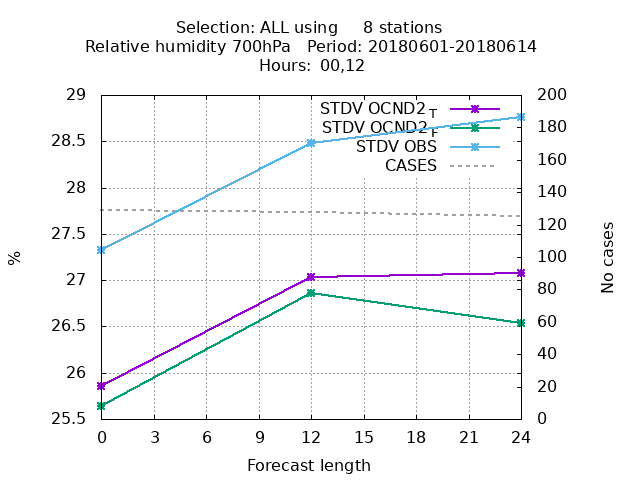 Selection: ALL using 8 stations
Relative humidity 700hPa Period: 20180601-20180614
Hours: 00,12
29 200
STDV OCND2 T
28.5 180
STDV OCND2 F
STDV OBS
160
CASES
28 140
120
27.5
%
No cases
100
27 80
26.5 60
40
26 20
25.5 0
0 3 6 9 12 15 18 21 24
Forecast length